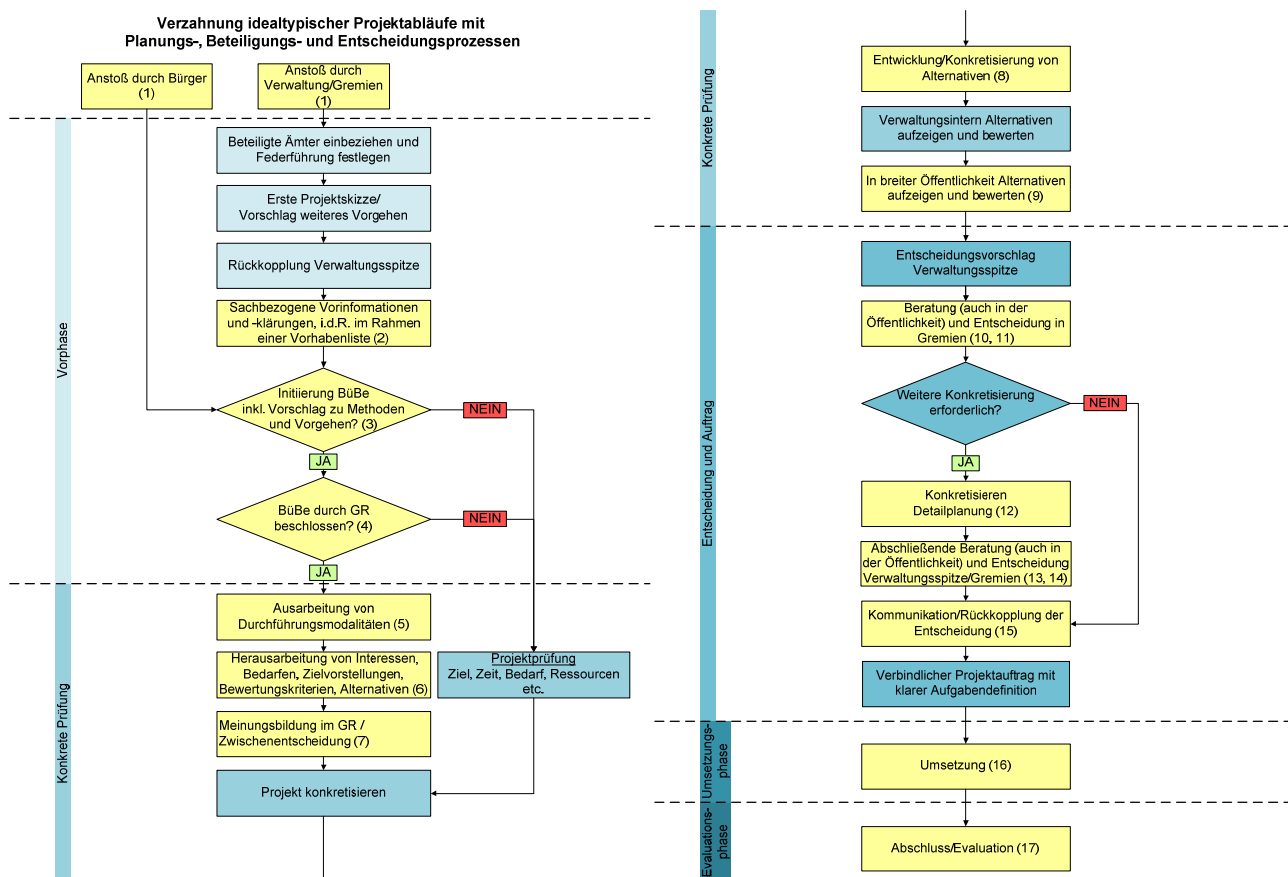 Verzahnung idealtypischer Projektabläufe mit
Planungs-, Beteiligungs- und Entscheidungsprozessen
Anstoß durch Bürger
(1)
Anstoß durch
Verwaltung/Gremien
(1)
Vorphase
Beteiligte Ämter einbeziehen und
Federführung festlegen
Erste Projektskizze/
Vorschlag weiteres Vorgehen
Rückkopplung Verwaltungsspitze
Sachbezogene Vorinformationen
und -klärungen, i.d.R. im Rahmen
einer Vorhabenliste (2)
Initiierung BüBe
inkl. Vorschlag zu Methoden
und Vorgehen? (3)
NEIN
JA
BüBe durch GR
beschlossen? (4)
NEIN
JA
Konkrete Prüfung
Ausarbeitung von
Durchführungsmodalitäten (5)
Herausarbeitung von Interessen,
Bedarfen, Zielvorstellungen,
Bewertungskriterien, Alternativen (6)
Projektprüfung
Ziel, Zeit, Bedarf, Ressourcen
etc.
Meinungsbildung im GR /
Zwischenentscheidung (7)
Projekt konkretisieren
Konkrete Prüfung
Entwicklung/Konkretisierung von
Alternativen (8)
Verwaltungsintern Alternativen
aufzeigen und bewerten
In breiter Öffentlichkeit Alternativen
aufzeigen und bewerten (9)
Entscheidung und Auftrag
Entscheidungsvorschlag
Verwaltungsspitze
Beratung (auch in der
Öffentlichkeit) und Entscheidung in
Gremien (10, 11)
Weitere Konkretisierung
erforderlich?
NEIN
JA
Konkretisieren
Detailplanung (12)
Abschließende Beratung (auch in
der Öffentlichkeit) und Entscheidung
Verwaltungsspitze/Gremien (13, 14)
Kommunikation/Rückkopplung der
Entscheidung (15)
Verbindlicher Projektauftrag mit
klarer Aufgabendefinition
Umsetzungs-
phase
Umsetzung (16)
Evaluations-
phase
Abschluss/Evaluation (17)